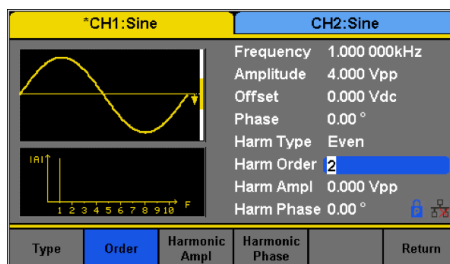 *CH1:Sine
CH2:Sine
Frequency 1.000 000kHz
Amplitude 4.000 Vpp
Offset 0.000 Vdc
Phase 0.00 °
Harm Type Even
Harm Order 2
Harm Ampl 0.000 Vpp
Harm Phase 0.00 °
|A|
1 2 3 4 5 6 7 8 9 10 F
P
Type
Order
Harmonic
Ampl
Harmonic
Phase
Return